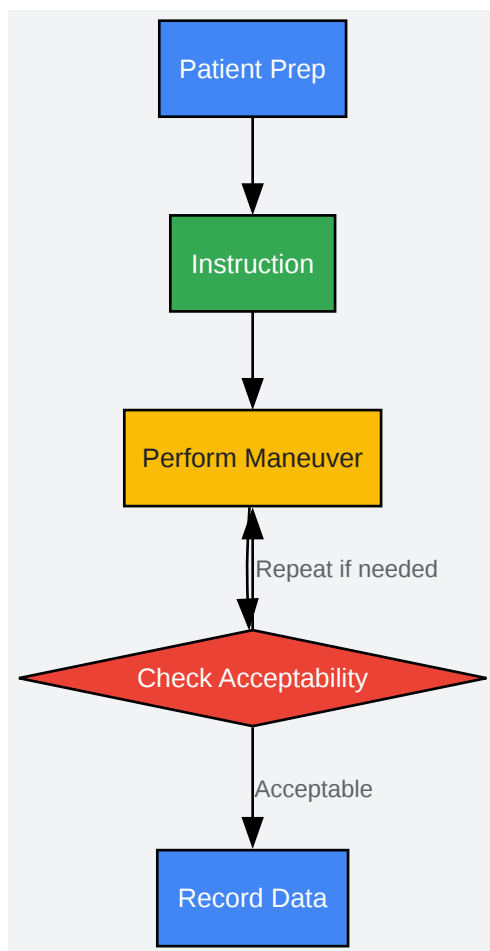 Patient Prep
Instruction
Perform Maneuver
Repeat if needed
Check Acceptability
Acceptable
Record Data